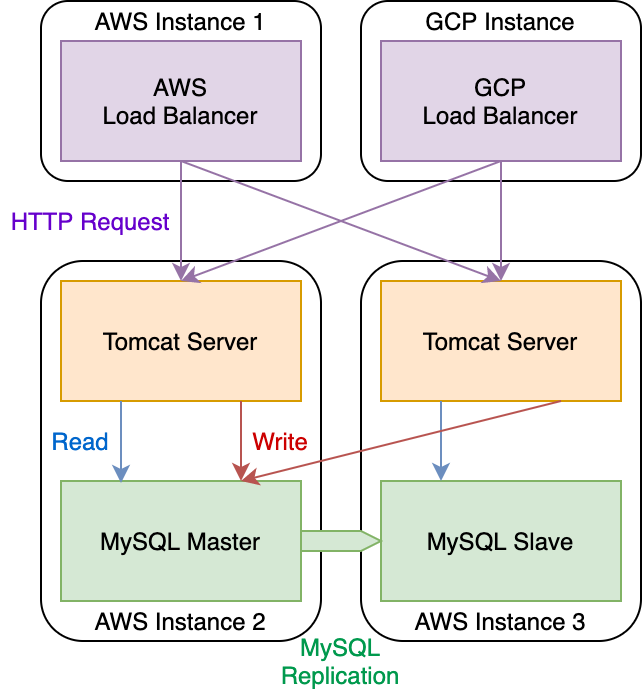 AWS Instance 1
GCP Instance
AWS
Load Balancer
GCP
Load Balancer
HTTP Request
Tomcat Server
Tomcat Server
Read
Write
MySQL Master
MySQL Slave
AWS Instance 2
AWS Instance 3
MySQL
Replication